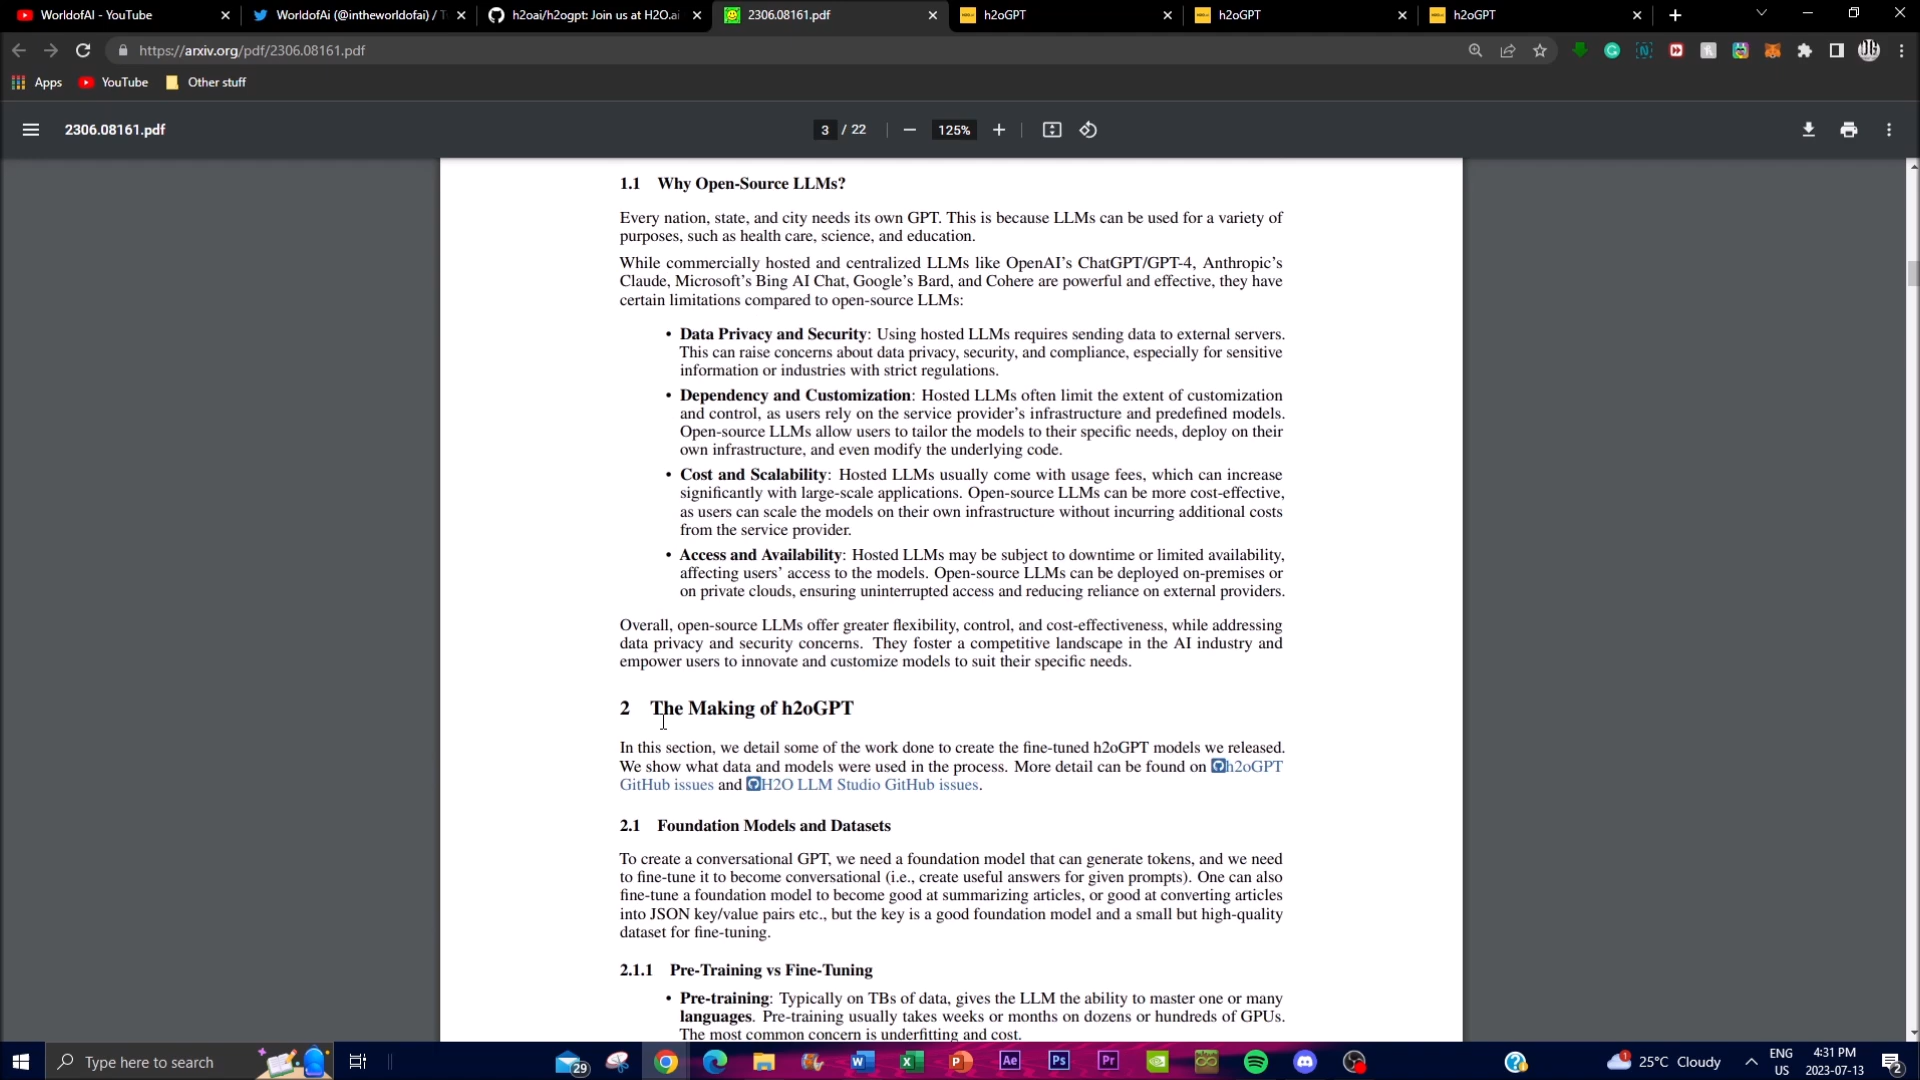 WorldofAI - YouTube
WorldofAi (@intheworldofai) / T
h2oai/h2ogpt: Join us at H2O.ai
2306.08161.pdf
h2oGPT
h2oGPT
h2oGPT
https://arxiv.org/pdf/2306.08161.pdf
Apps
YouTube
Other stuff
2306.08161.pdf
3 / 22
125%
1.1 Why Open-Source LLMs?
Every nation, state, and city needs its own GPT. This is because LLMs can be used for a variety of
purposes, such as health care, science, and education.
While commercially hosted and centralized LLMs like OpenAI's ChatGPT/GPT-4, Anthropic's
Claude, Microsoft's Bing AI Chat, Google's Bard, and Cohere are powerful and effective, they have
certain limitations compared to open-source LLMs:
• Data Privacy and Security: Using hosted LLMs requires sending data to external servers.
This can raise concerns about data privacy, security, and compliance, especially for sensitive
information or industries with strict regulations.
• Dependency and Customization: Hosted LLMs often limit the extent of customization
and control, as users rely on the service provider's infrastructure and predefined models.
Open-source LLMs allow users to tailor the models to their specific needs, deploy on their
own infrastructure, and even modify the underlying code.
• Cost and Scalability: Hosted LLMs usually come with usage fees, which can increase
significantly with large-scale applications. Open-source LLMs can be more cost-effective,
as users can scale the models on their own infrastructure without incurring additional costs
from the service provider.
• Access and Availability: Hosted LLMs may be subject to downtime or limited availability,
affecting users' access to the models. Open-source LLMs can be deployed on-premises or
on private clouds, ensuring uninterrupted access and reducing reliance on external providers.
Overall, open-source LLMs offer greater flexibility, control, and cost-effectiveness, while addressing
data privacy and security concerns. They foster a competitive landscape in the AI industry and
empower users to innovate and customize models to suit their specific needs.
2 The Making of h2oGPT
In this section, we detail some of the work done to create the fine-tuned h2oGPT models we released.
We show what data and models were used in the process. More detail can be found on h2oGPT
GitHub issues and H2O LLM Studio GitHub issues.
2.1 Foundation Models and Datasets
To create a conversational GPT, we need a foundation model that can generate tokens, and we need
to fine-tune it to become conversational (i.e., create useful answers for given prompts). One can also
fine-tune a foundation model to become good at summarizing articles, or good at converting articles
into JSON key/value pairs etc., but the key is a good foundation model and a small but high-quality
dataset for fine-tuning.
2.1.1 Pre-Training vs Fine-Tuning
• Pre-training: Typically on TBs of data, gives the LLM the ability to master one or many
languages. Pre-training usually takes weeks or months on dozens or hundreds of GPUs.
The most common concern is underfitting and cost.
Type here to search
29
Ae
Ps
Pr
1
25°C Cloudy
ENG
US
4:31 PM
2023-07-13
2